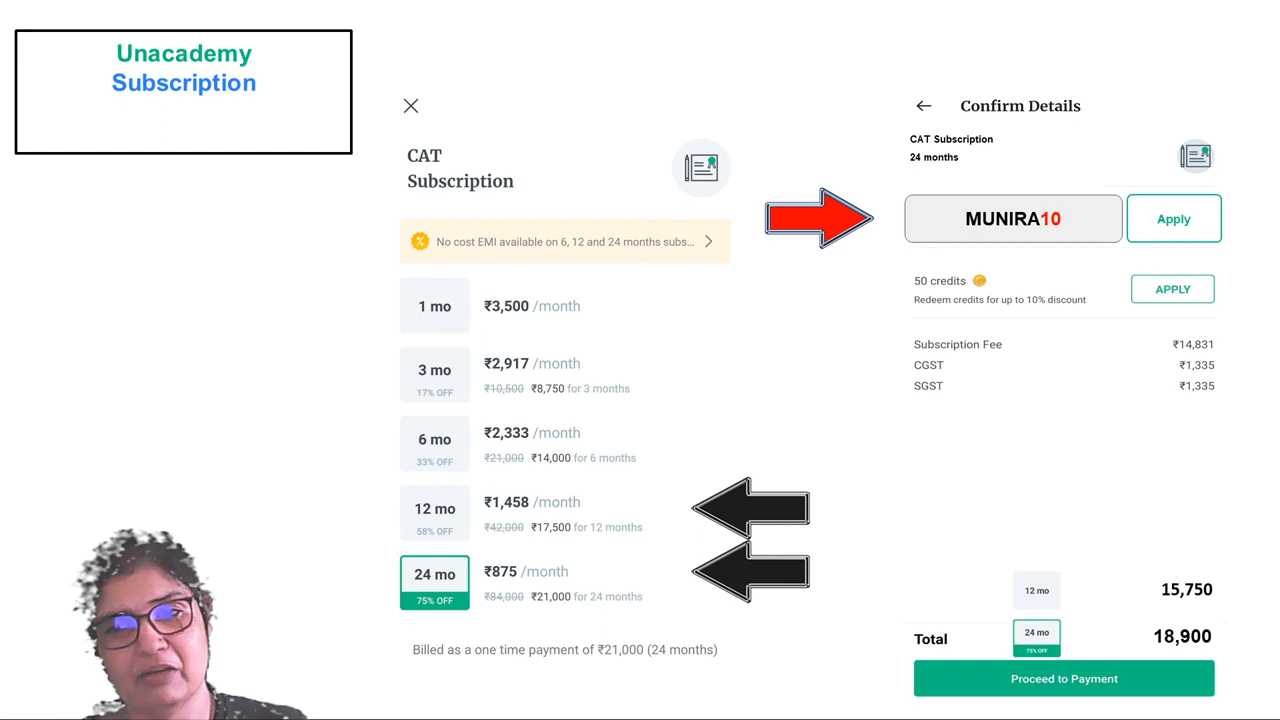 Unacademy
Subscription
CAT
Subscription
No cost EMI available on 6, 12 and 24 months subs...
1 mo
₹3,500 /month
3 mo
17% OFF
₹2,917 /month
₹10,500 ₹8,750 for 3 months
6 mo
33% OFF
₹2,333 /month
₹21,000 ₹14,000 for 6 months
12 mo
58% OFF
₹1,458 /month
₹42,000 ₹17,500 for 12 months
24 mo
75% OFF
₹875 /month
₹84,000 ₹21,000 for 24 months
Billed as a one time payment of ₹21,000 (24 months)
Confirm Details
CAT Subscription
24 months
MUNIRA10
Apply
50 credits
Redeem credits for up to 10% discount
APPLY
Subscription Fee ₹14,831
CGST ₹1,335
SGST ₹1,335
12 mo 15,750
Total 24 mo 18,900
75% OFF
Proceed to Payment